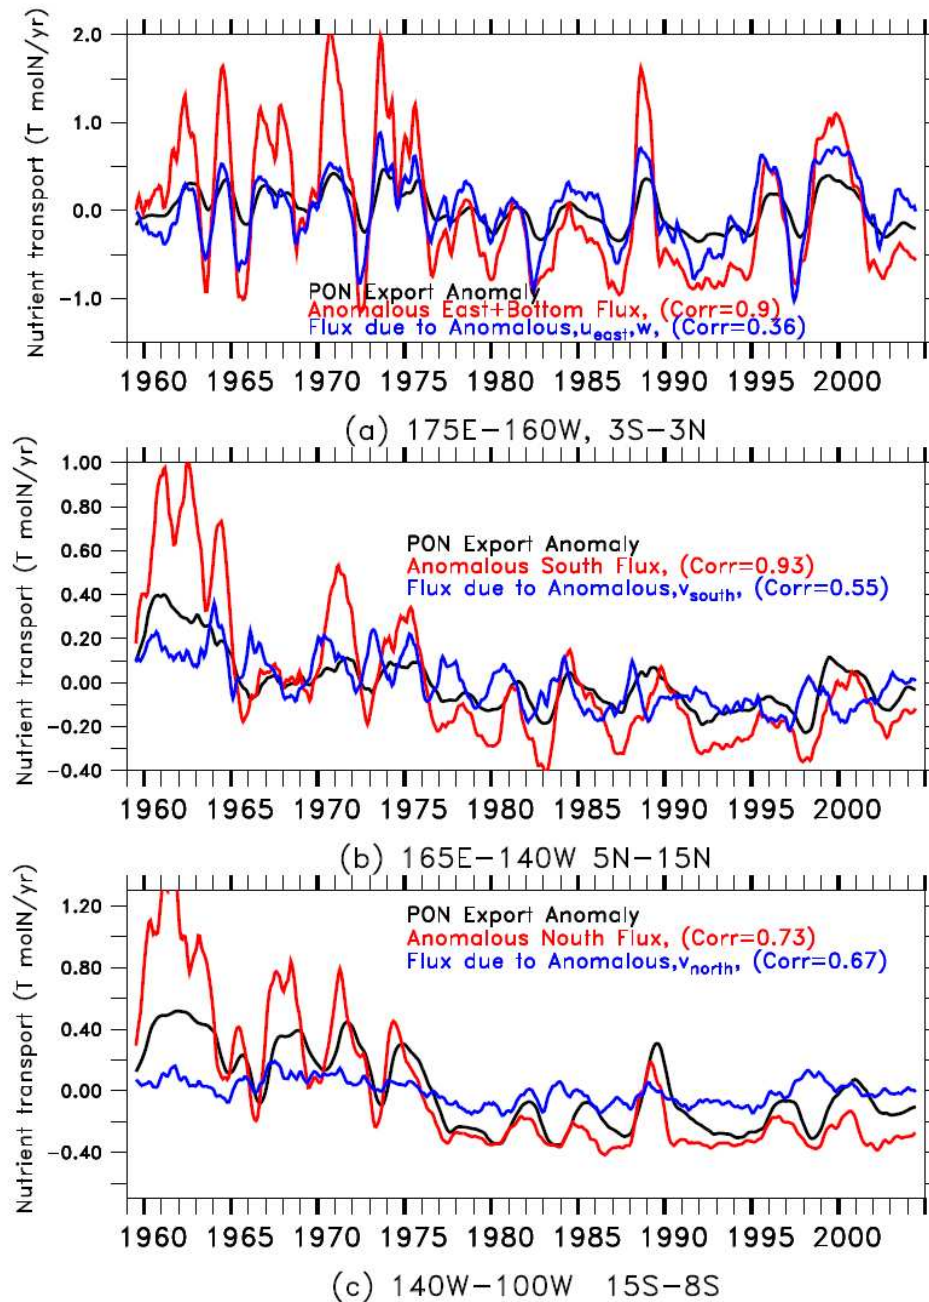 Nutrient transport (T molN/yr)
2.0
1.0
0.0
−1.0
PON Export Anomaly
Anomalous East+Bottom Flux, (Corr=0.9)
Flux due to Anomalous,u_east,w, (Corr=0.36)
1960 1965 1970 1975 1980 1985 1990 1995 2000
(a) 175E−160W, 3S−3N
Nutrient transport (T molN/yr)
1.00
0.80
0.60
0.40
0.20
0.00
−0.20
−0.40
PON Export Anomaly
Anomalous South Flux, (Corr=0.93)
Flux due to Anomalous,v_south, (Corr=0.55)
1960 1965 1970 1975 1980 1985 1990 1995 2000
(b) 165E−140W 5N−15N
Nutrient transport (T molN/yr)
1.20
0.80
0.40
0.00
−0.40
PON Export Anomaly
Anomalous Nouth Flux, (Corr=0.73)
Flux due to Anomalous,v_north, (Corr=0.67)
1960 1965 1970 1975 1980 1985 1990 1995 2000
(c) 140W−100W 15S−8S